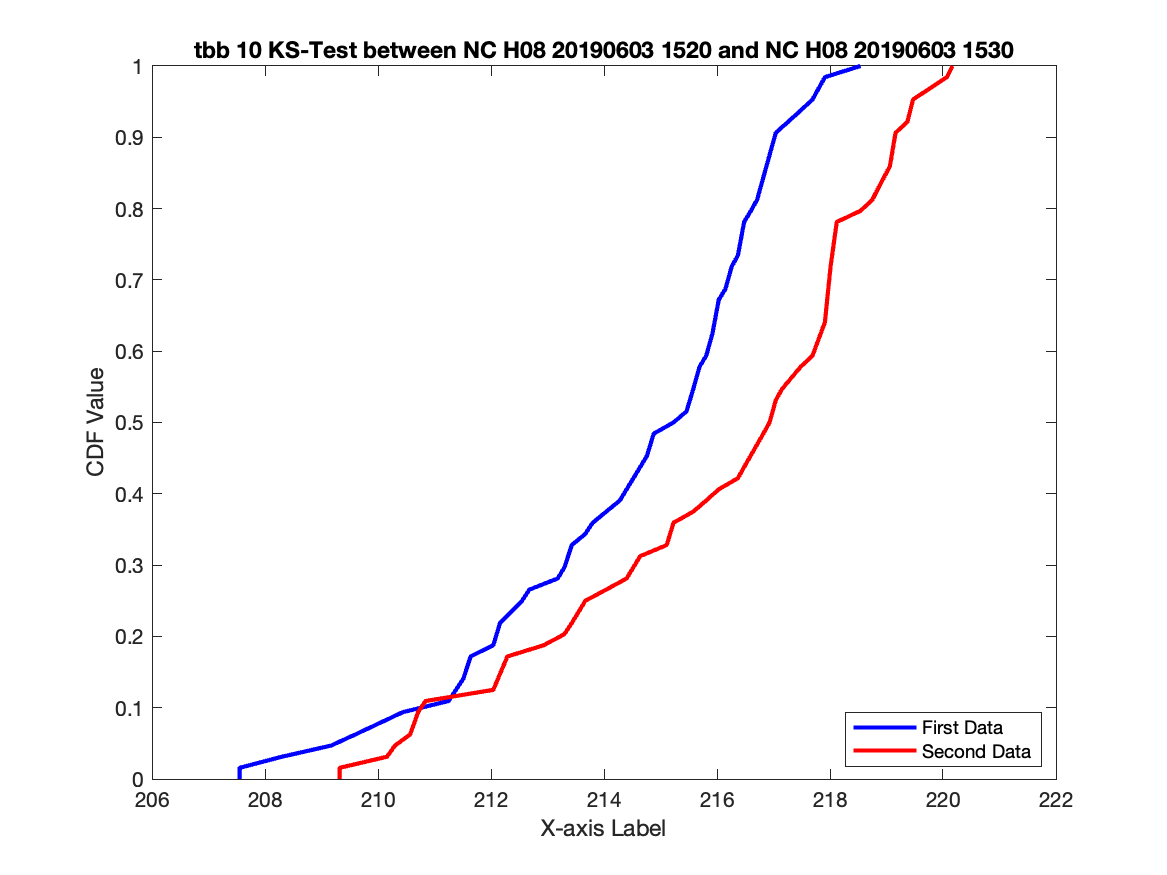 tbb 10 KS-Test between NC H08 20190603 1520 and NC H08 20190603 1530
1
0.9
0.8
0.7
0.6
0.5
0.4
0.3
0.2
0.1
0
CDF Value
First Data
Second Data
206 208 210 212 214 216 218 220 222
X-axis Label